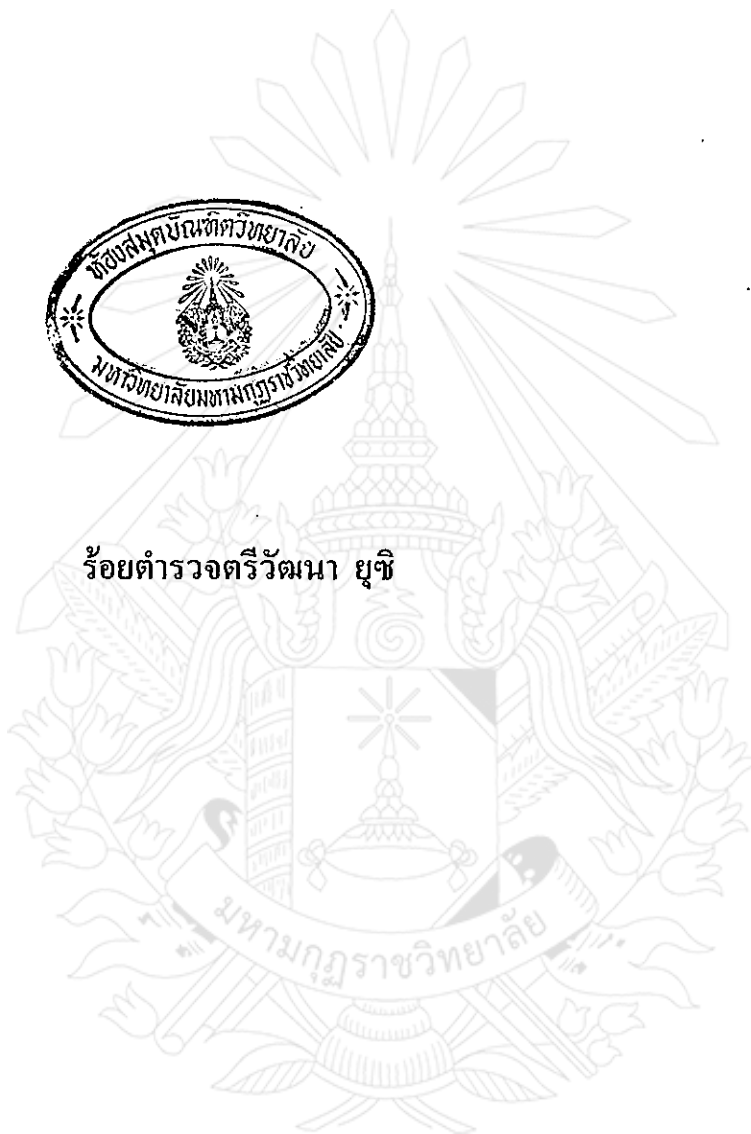 ห้องสมุดบัณฑิตวิทยาลัย
มหาวิทยาลัยมหามกุฏราชวิทยาลัย
ร้อยตำรวจตรีวัฒนา ยุซิ
มหามกุฏราชวิทยาลัย